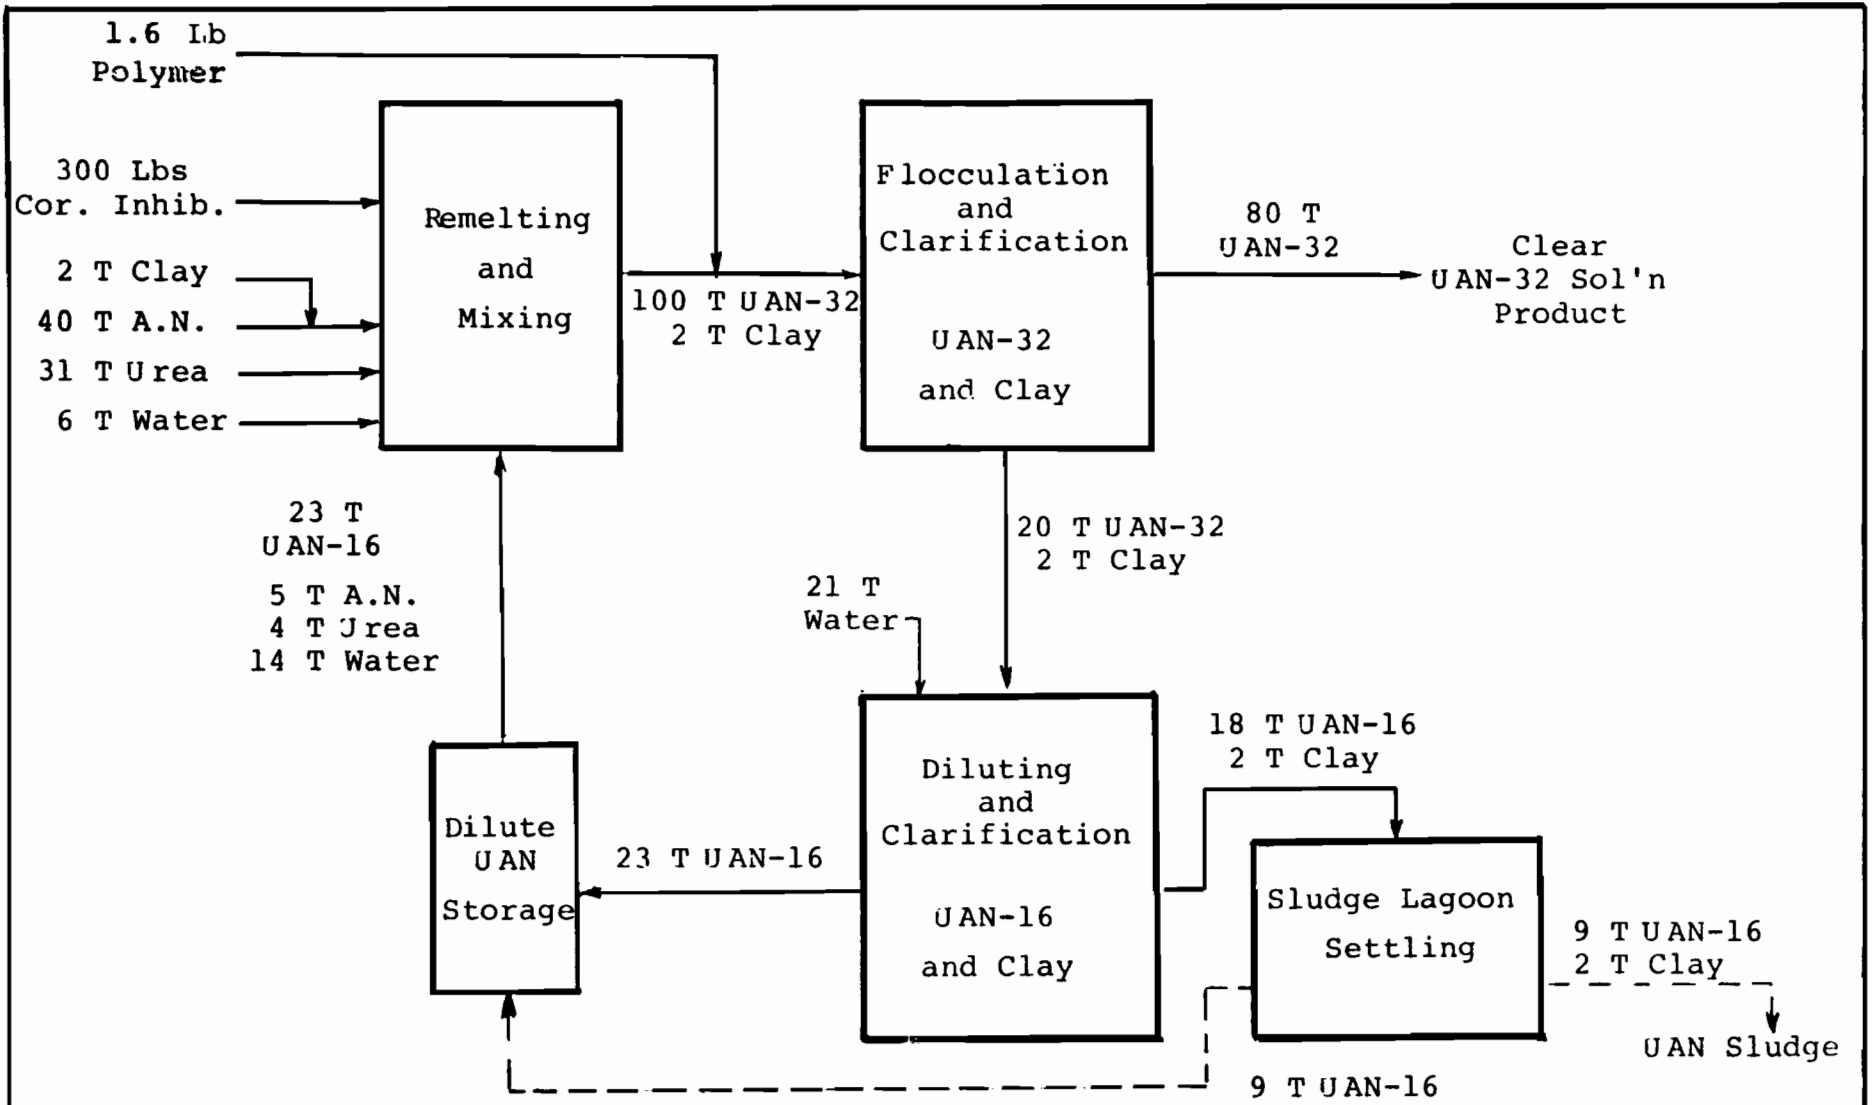 1.6 Lb
Polymer
300 Lbs
Cor. Inhib.
2 T Clay
40 T A.N.
31 T Urea
6 T Water
Remelting
and
Mixing
100 T UAN-32
2 T Clay
Flocculation
and
Clarification
UAN-32
and Clay
80 T
UAN-32
Clear
UAN-32 Sol'n
Product
23 T
UAN-16
5 T A.N.
4 T Urea
14 T Water
20 T UAN-32
2 T Clay
21 T
Water
Diluting
and
Clarification
UAN-16
and Clay
18 T UAN-16
2 T Clay
Dilute
UAN
Storage
23 T UAN-16
Sludge Lagoon
Settling
9 T UAN-16
2 T Clay
UAN Sludge
9 T UAN-16